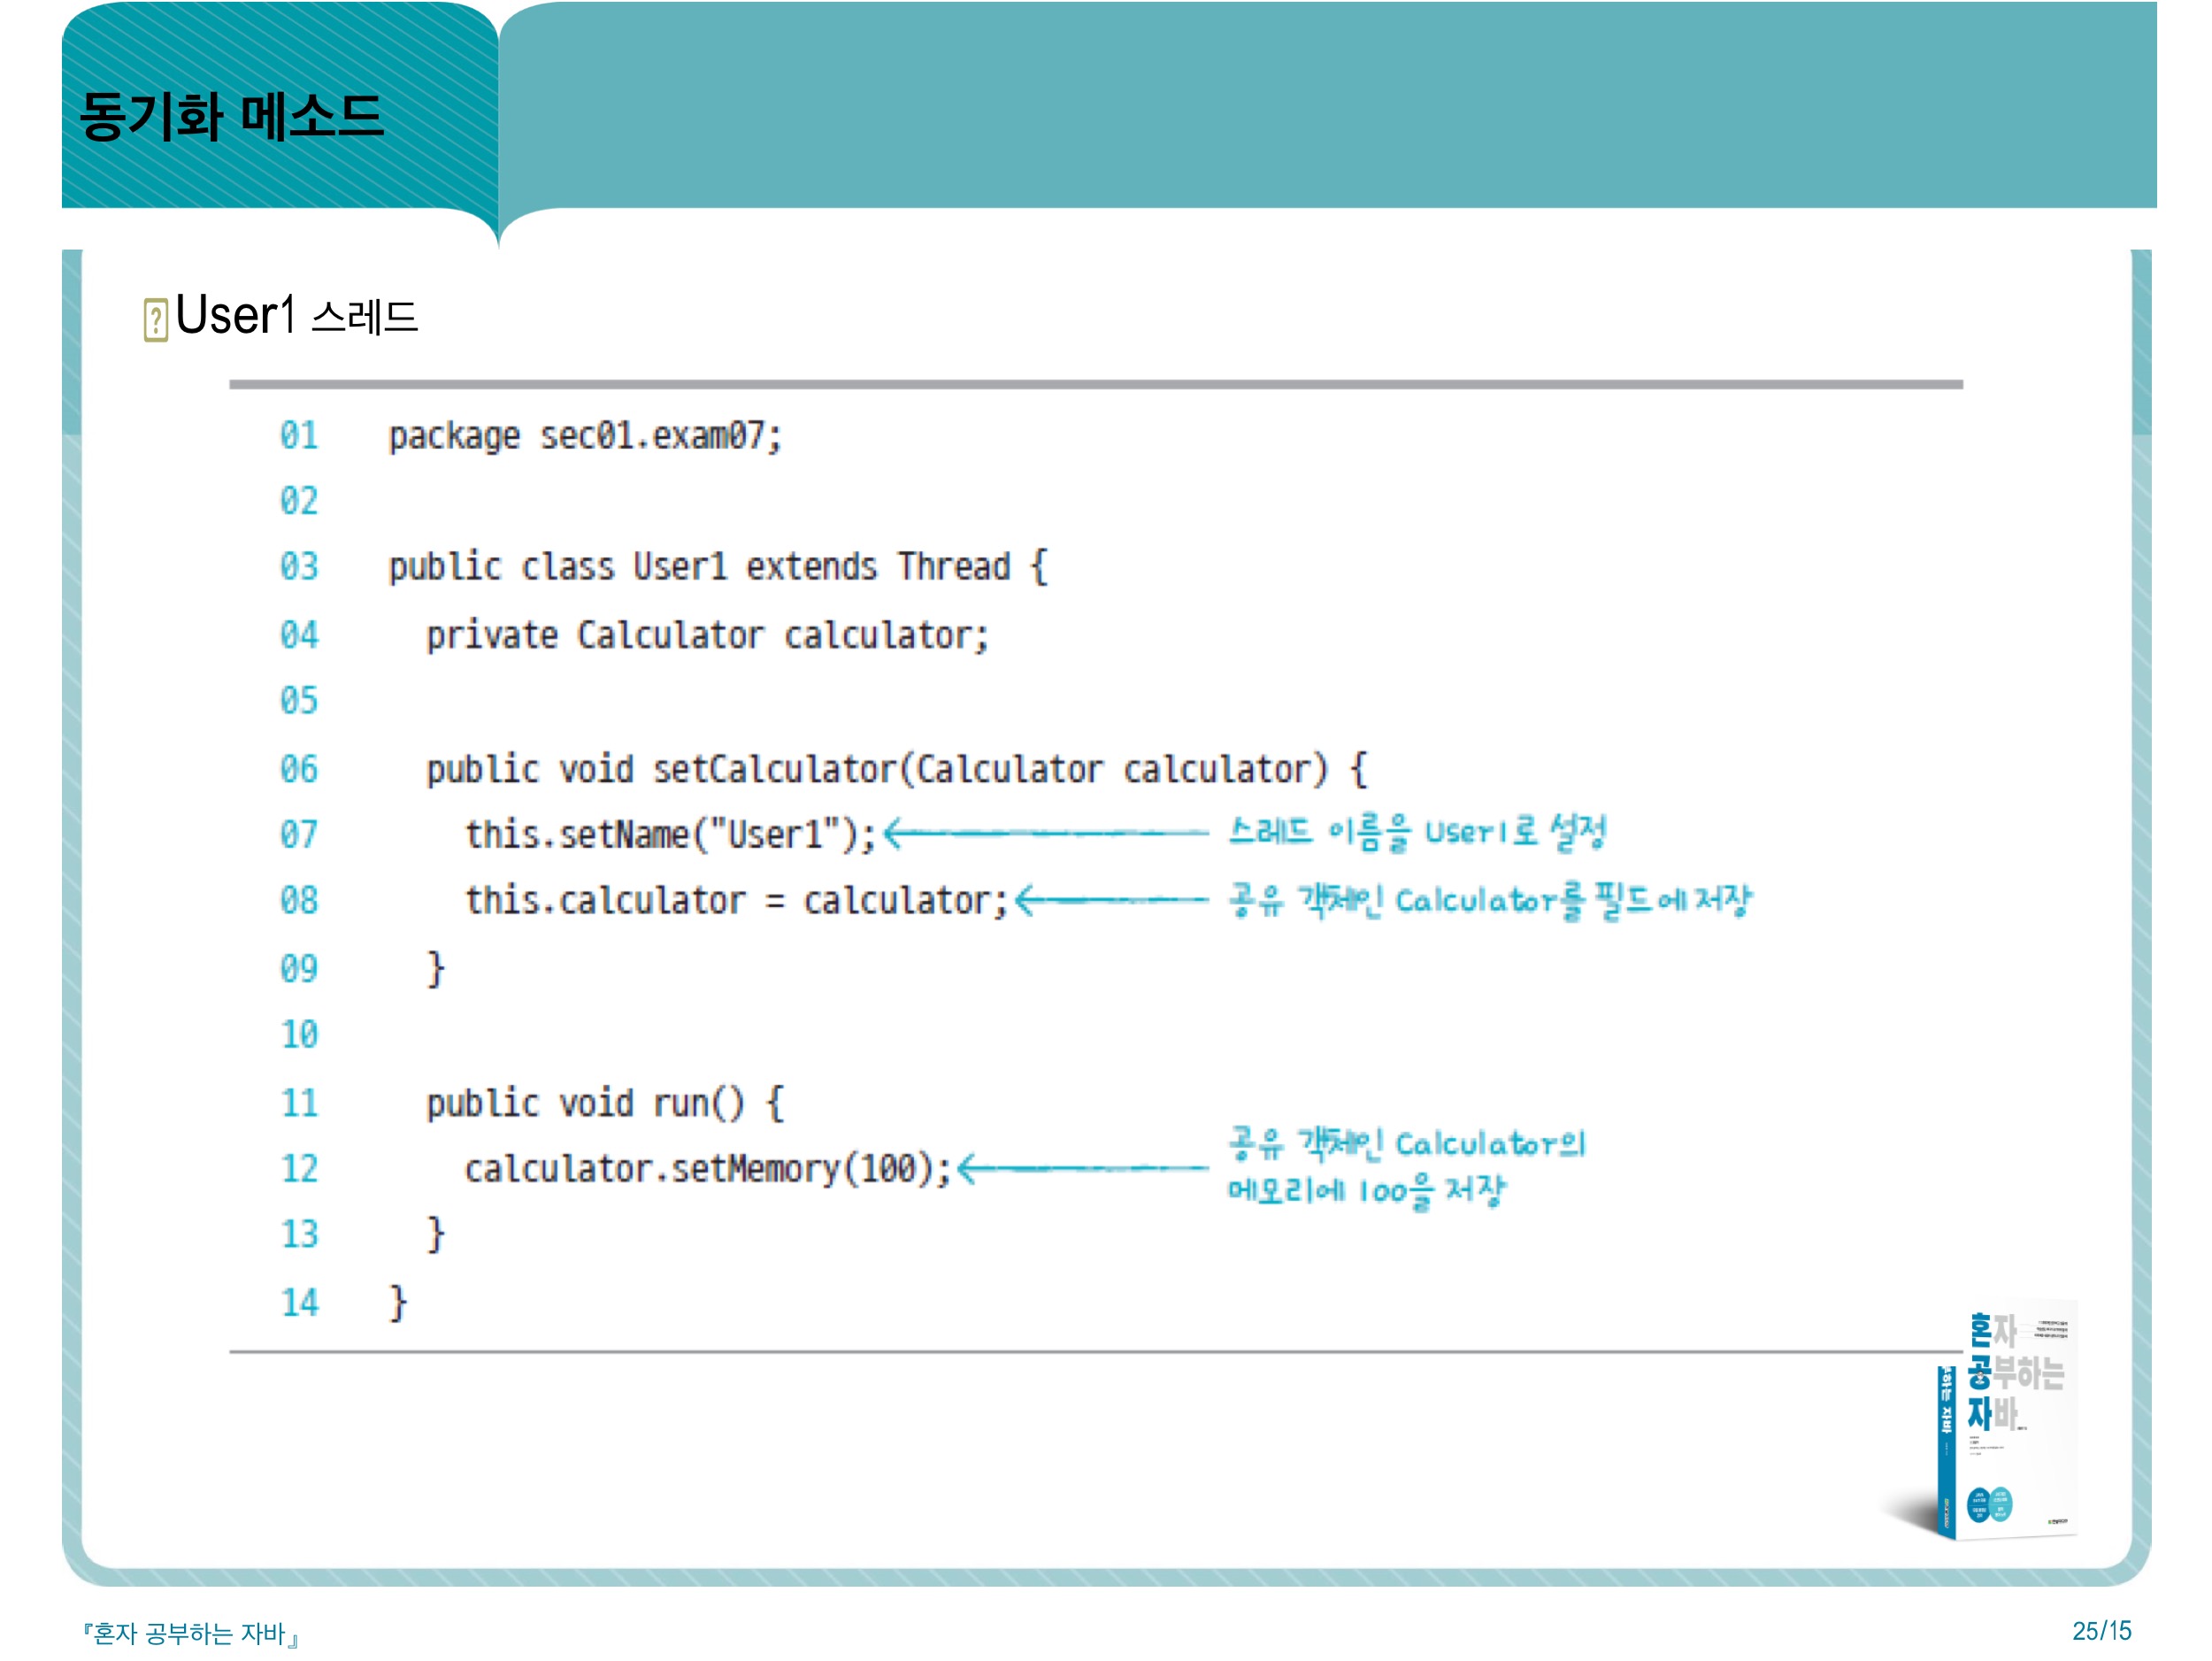 동기화 메소드
User1 스레드
01 package sec01.exam07;
02
03 public class User1 extends Thread {
04 private Calculator calculator;
05
06 public void setCalculator(Calculator calculator) {
07 this.setName("User1"); 스레드 이름을 User1로 설정
08 this.calculator = calculator; 공유 객체인 Calculator를 필드에 저장
09 }
10
11 public void run() {
공유 객체인 Calculator의
12 calculator.setMemory(100);
메모리에 100을 저장
13 }
14 }
혼자
공부하는
자바
『혼자 공부하는 자바』
25/15